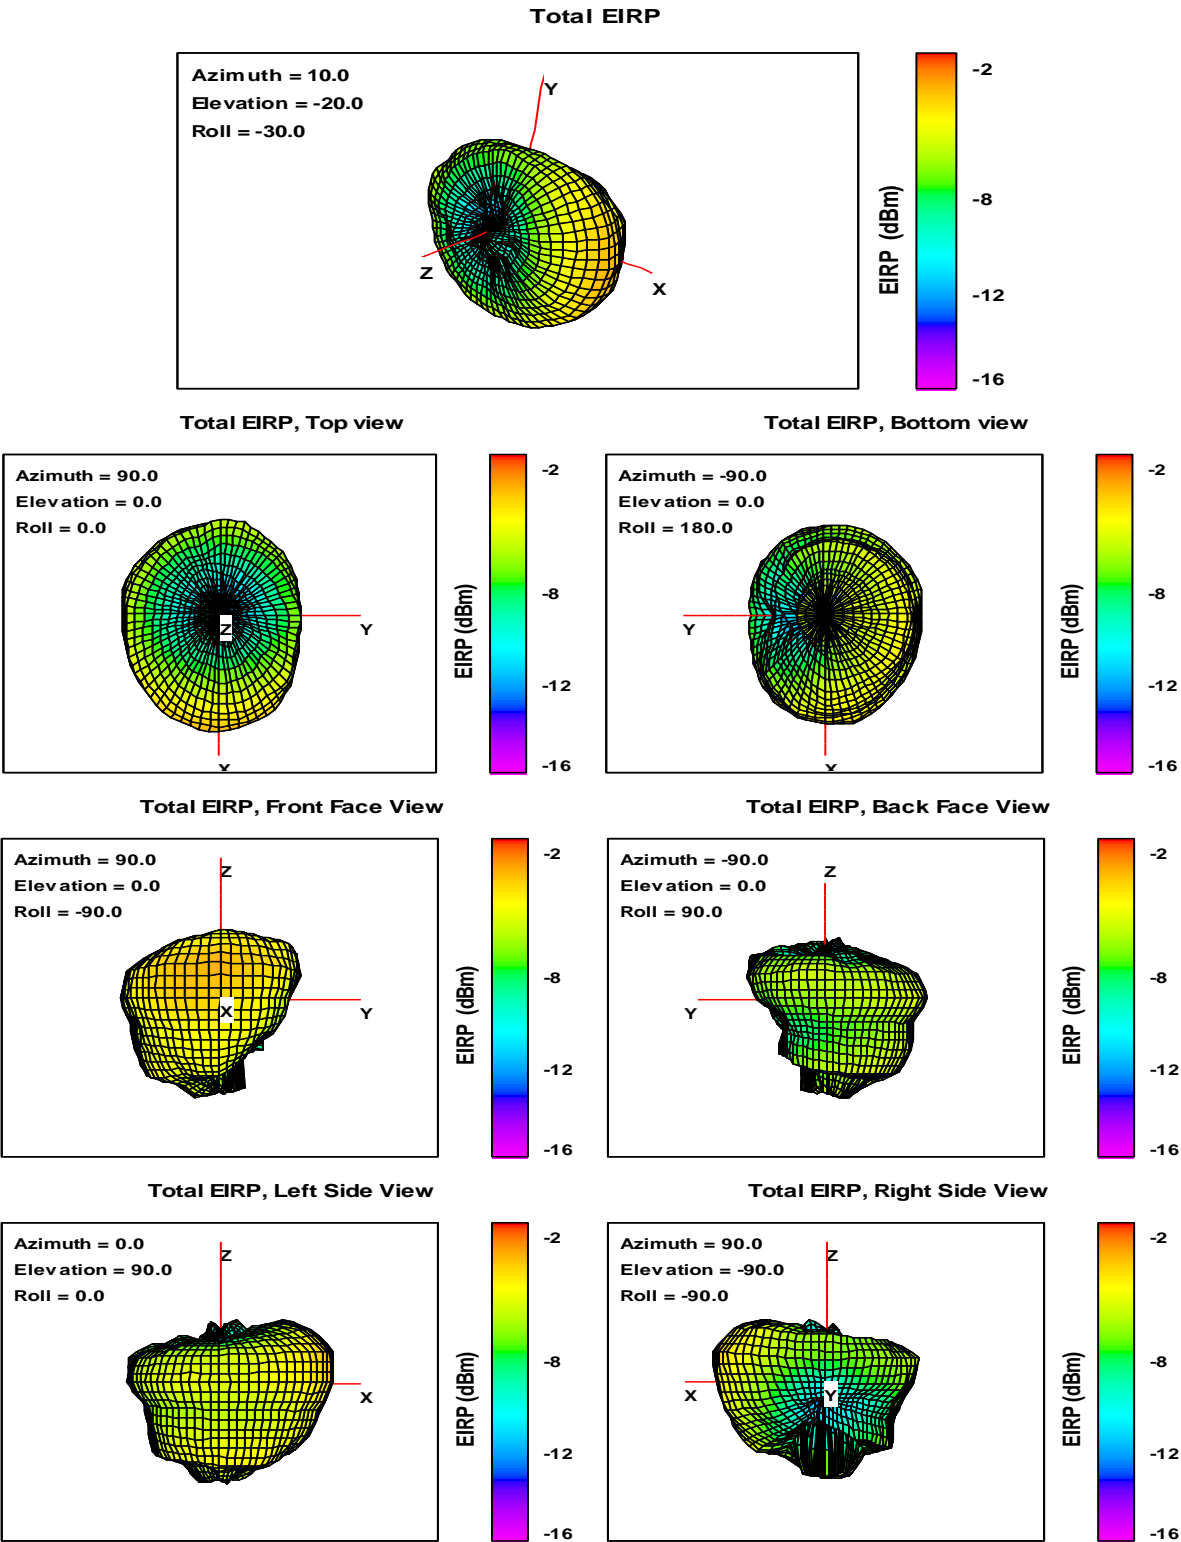 Total EIRP
Azimuth = 10.0
Elevation = -20.0
Roll = -30.0
Y
Z
X
EIRP (dBm)
-2
-8
-12
-16
Total EIRP, Top view
Azimuth = 90.0
Elevation = 0.0
Roll = 0.0
Z
Y
X
EIRP (dBm)
-2
-8
-12
-16
Total EIRP, Bottom view
Azimuth = -90.0
Elevation = 0.0
Roll = 180.0
Y
X
EIRP (dBm)
-2
-8
-12
-16
Total EIRP, Front Face View
Azimuth = 90.0
Elevation = 0.0
Roll = -90.0
Z
X
Y
EIRP (dBm)
-2
-8
-12
-16
Total EIRP, Back Face View
Azimuth = -90.0
Elevation = 0.0
Roll = 90.0
Z
Y
EIRP (dBm)
-2
-8
-12
-16
Total EIRP, Left Side View
Azimuth = 0.0
Elevation = 90.0
Roll = 0.0
Z
X
EIRP (dBm)
-2
-8
-12
-16
Total EIRP, Right Side View
Azimuth = 90.0
Elevation = -90.0
Roll = -90.0
Z
X
Y
EIRP (dBm)
-2
-8
-12
-16